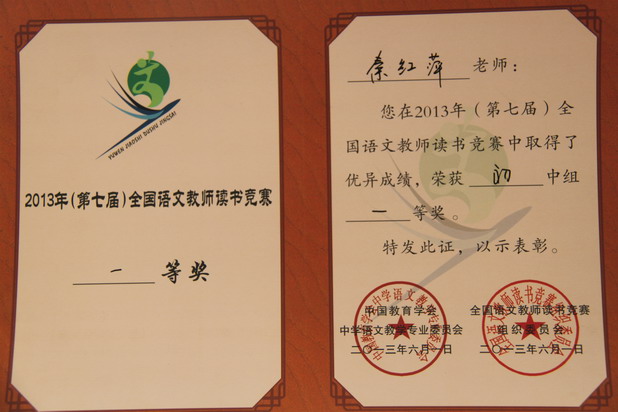 YUWEN JIAOSHI DUSHU JINGSAI
2013年(第七届)全国语文教师读书竞赛
一等奖
秦红萍老师：
您在2013年（第七届）全
国语文教师读书竞赛中取得了
优异成绩，荣获初中组
一等奖。
特发此证，以示表彰。
中国教育学会
中学语文教学专业委员会
二〇一三年六月一日
全国语文教师读书竞赛
组织委员会
二〇一三年六月一日